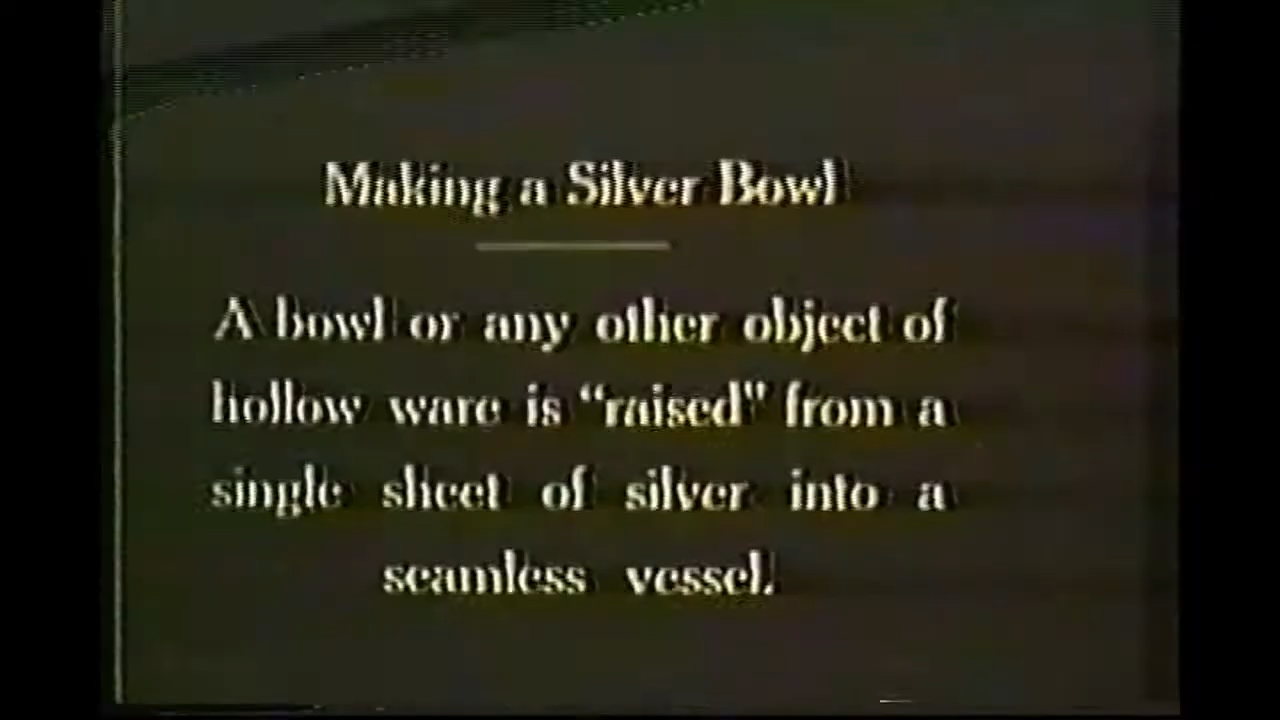 Making a Silver Bowl
A bowl or any other object of
hollow ware is “raised" from a
single sheet of silver into a
seamless vessel.